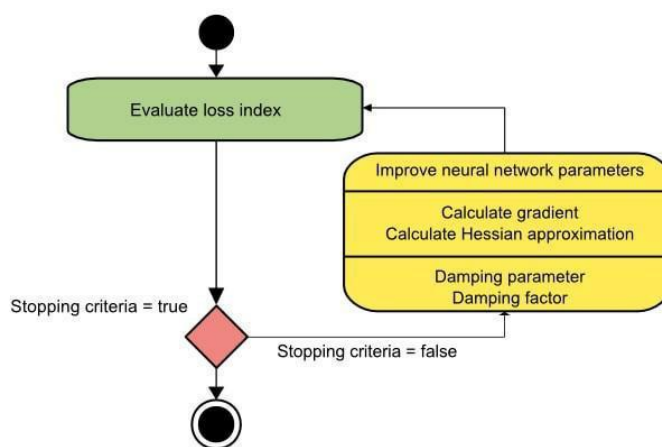 Evaluate loss index
Improve neural network parameters
Calculate gradient
Calculate Hessian approximation
Damping parameter
Damping factor
Stopping criteria = true
Stopping criteria = false